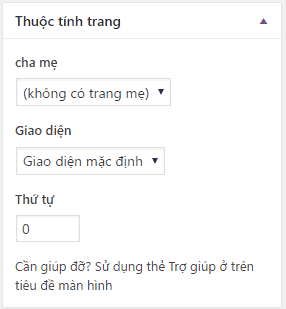 Thuộc tính trang
cha mẹ
(không có trang mẹ)
Giao diện
Giao diện mặc định
Thứ tự
0
Cần giúp đỡ? Sử dụng thẻ Trợ giúp ở trên
tiêu đề màn hình